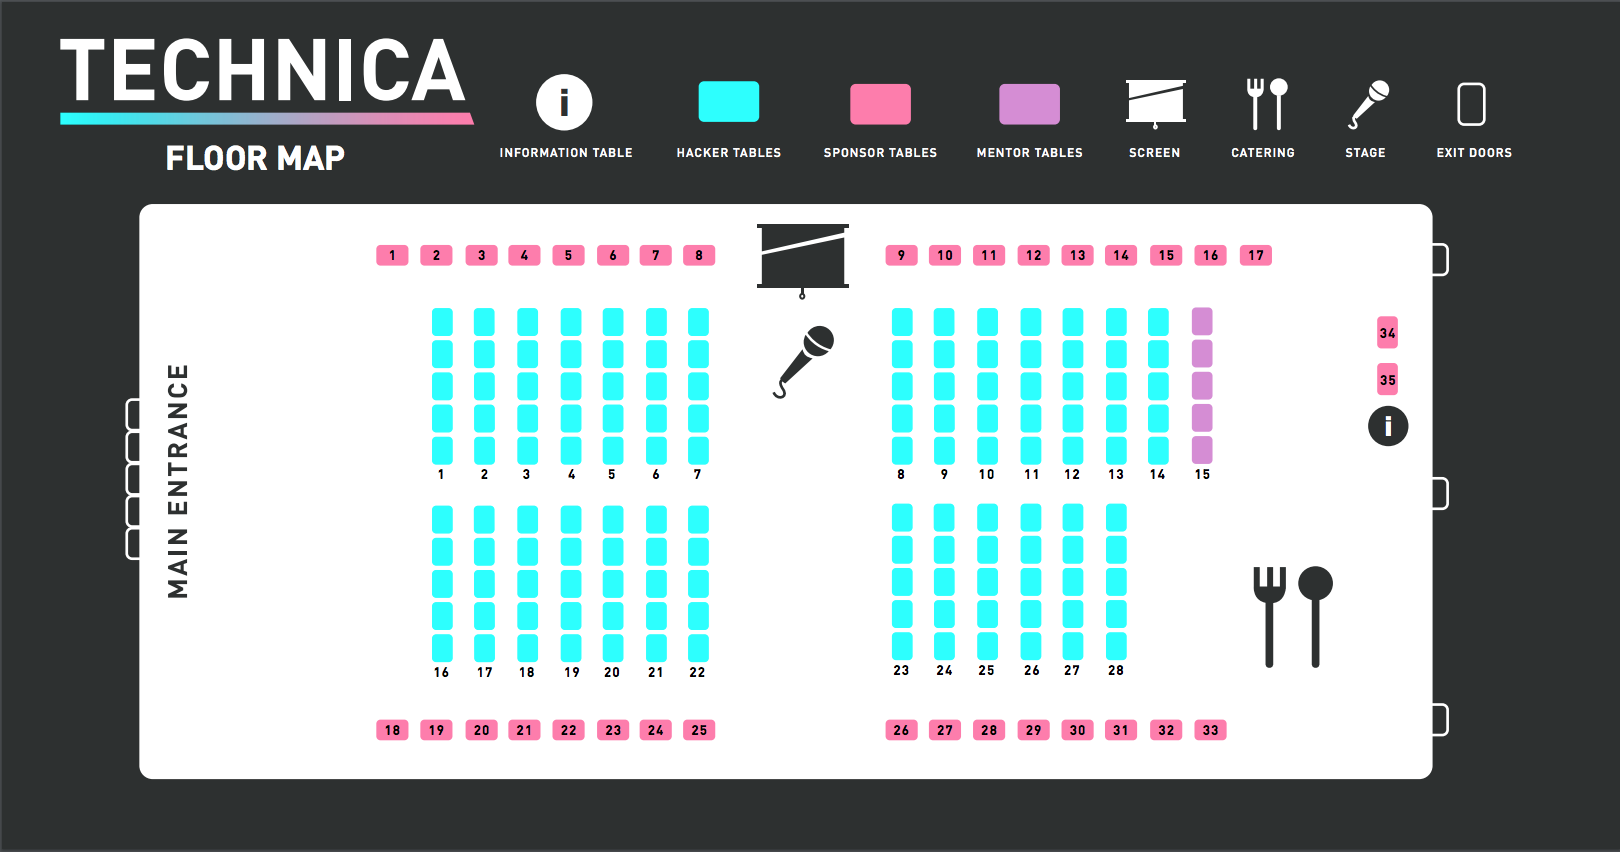 TECHNICA
FLOOR MAP
i
INFORMATION TABLE HACKER TABLES SPONSOR TABLES MENTOR TABLES SCREEN CATERING STAGE EXIT DOORS
1 2 3 4 5 6 7 8 9 10 11 12 13 14 15 16 17
34
35
i
MAIN ENTRANCE
1 2 3 4 5 6 7 8 9 10 11 12 13 14 15
16 17 18 19 20 21 22 23 24 25 26 27 28
18 19 20 21 22 23 24 25 26 27 28 29 30 31 32 33